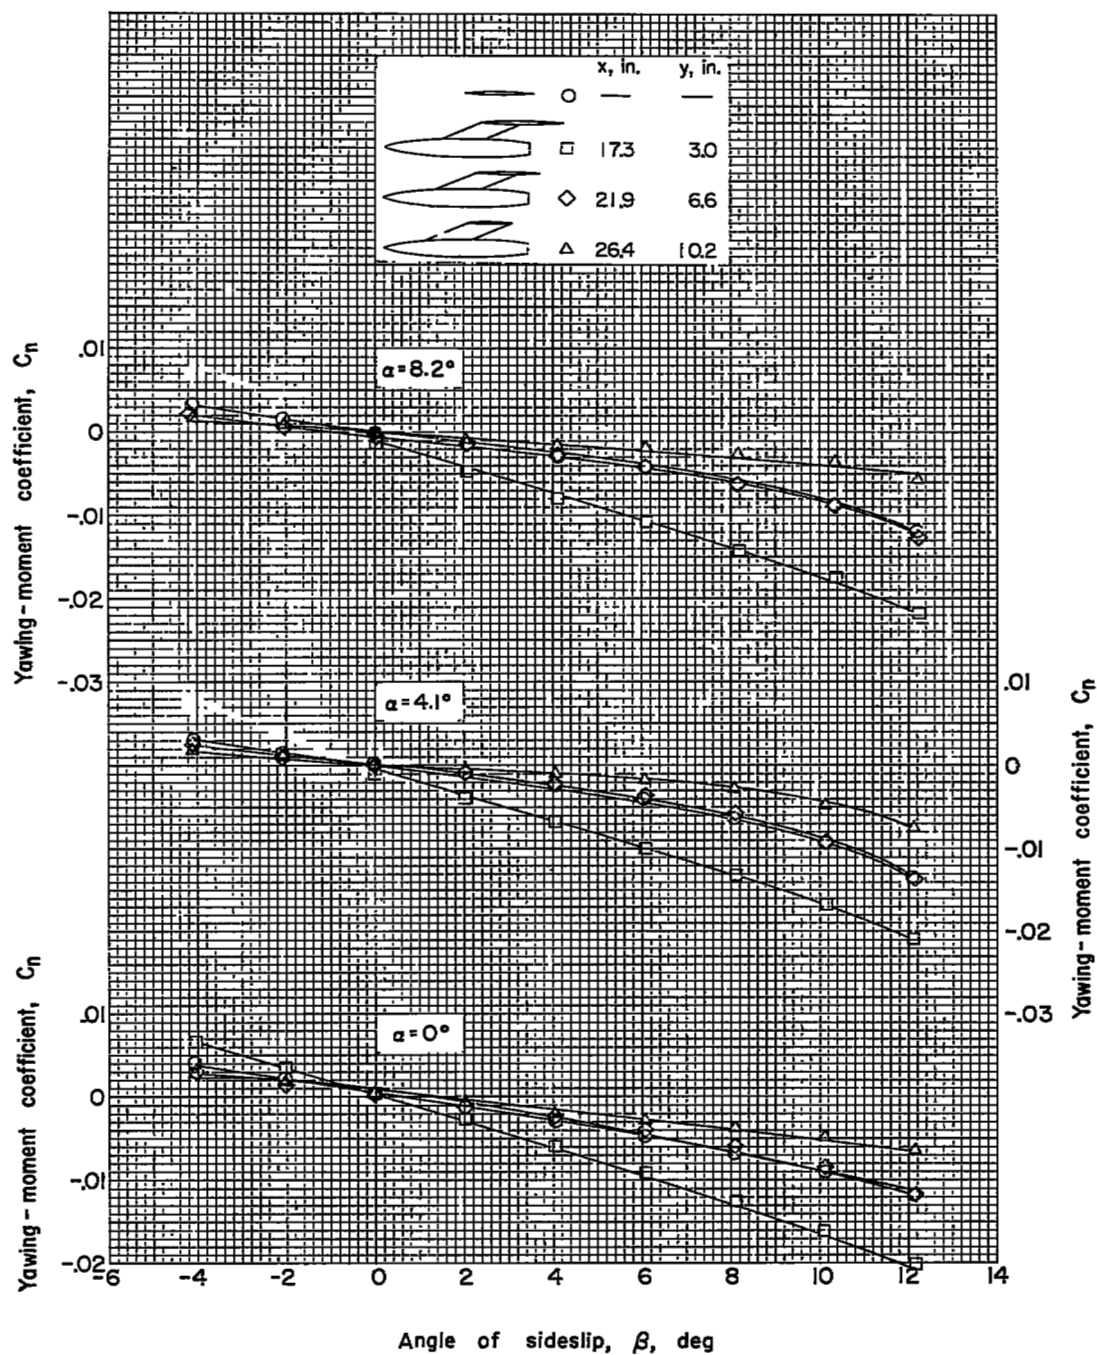 x, in. y, in.
17.3 3.0
21.9 6.6
26.4 10.2
α=8.2°
.01
0
-.01
-.02
-.03
Yawing-moment coefficient, Cn
α=4.1°
.01
0
-.01
-.02
-.03
Yawing-moment coefficient, Cn
α=0°
.01
0
-.01
-.02
Yawing-moment coefficient, Cn
-6 -4 -2 0 2 4 6 8 10 12 14
Angle of sideslip, β, deg